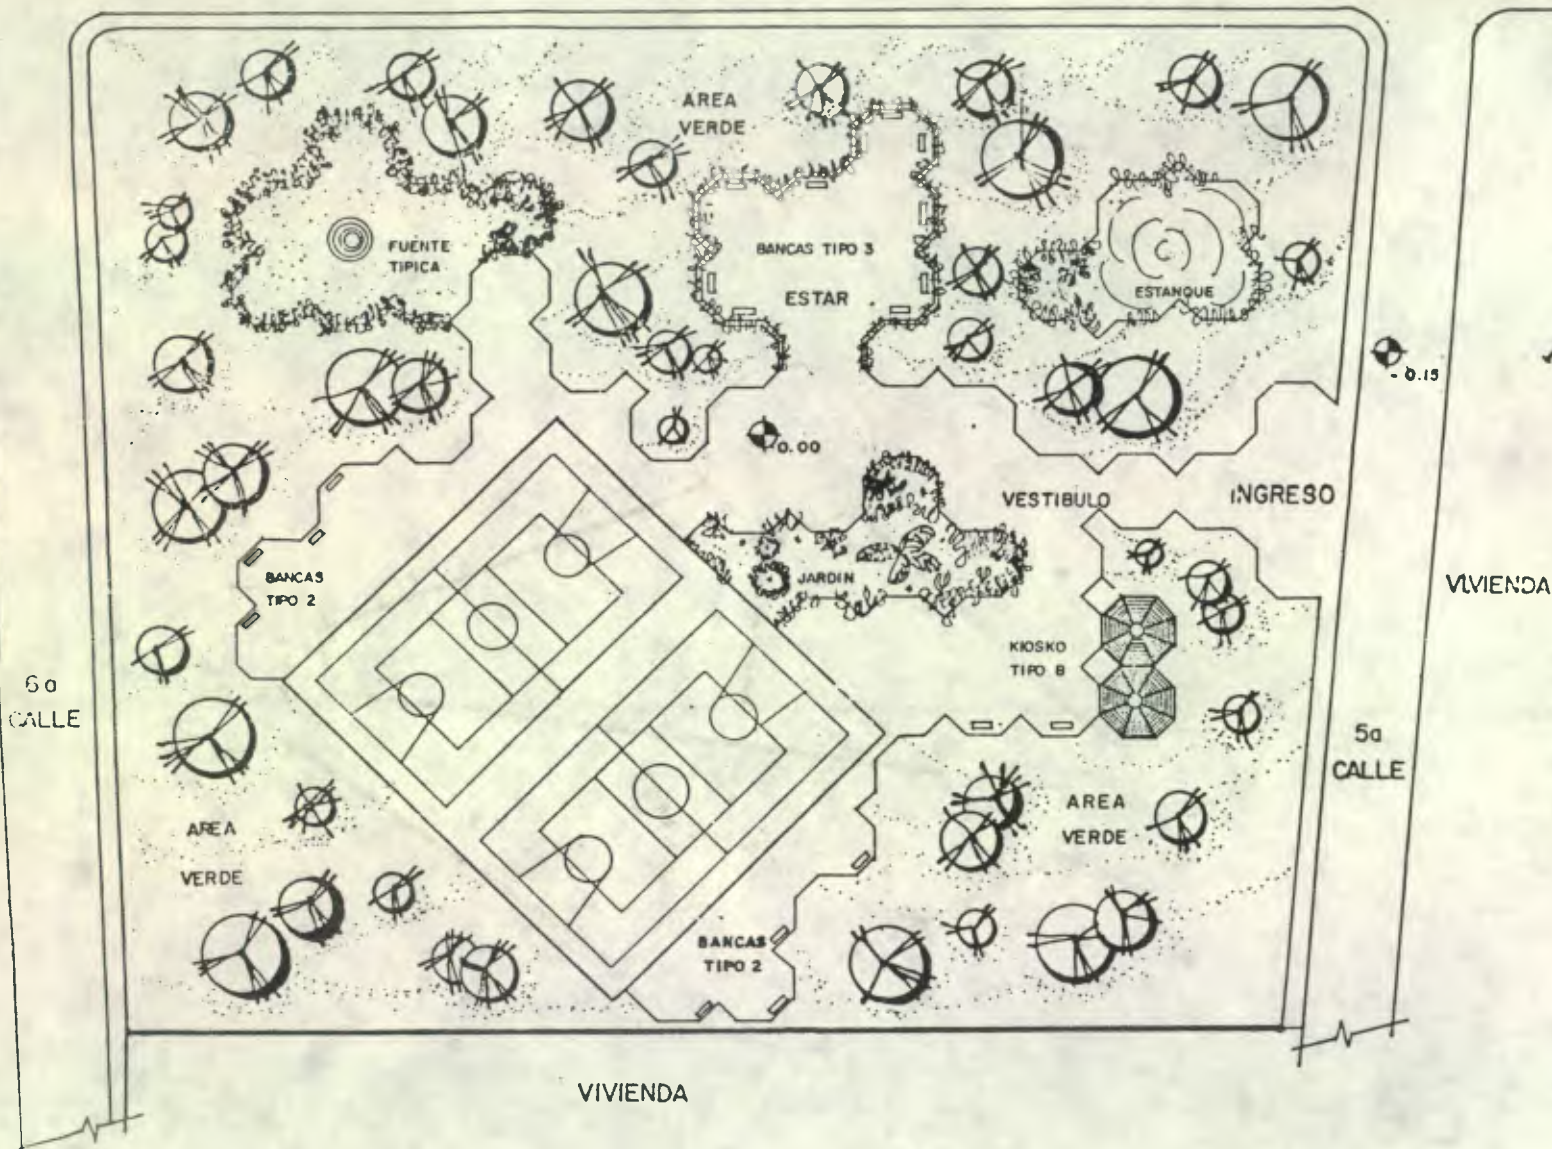 AREA
VERDE
FUENTE
TIPICA
BANCAS TIPO 3
ESTAR
ESTANQUE
- 0.15
0.00
VESTIBULO
INGRESO
BANCAS
TIPO 2
JARDIN
VIVIENDA
KIOSKO
TIPO B
6a
CALLE
5a
CALLE
AREA
VERDE
AREA
VERDE
BANCAS
TIPO 2
VIVIENDA